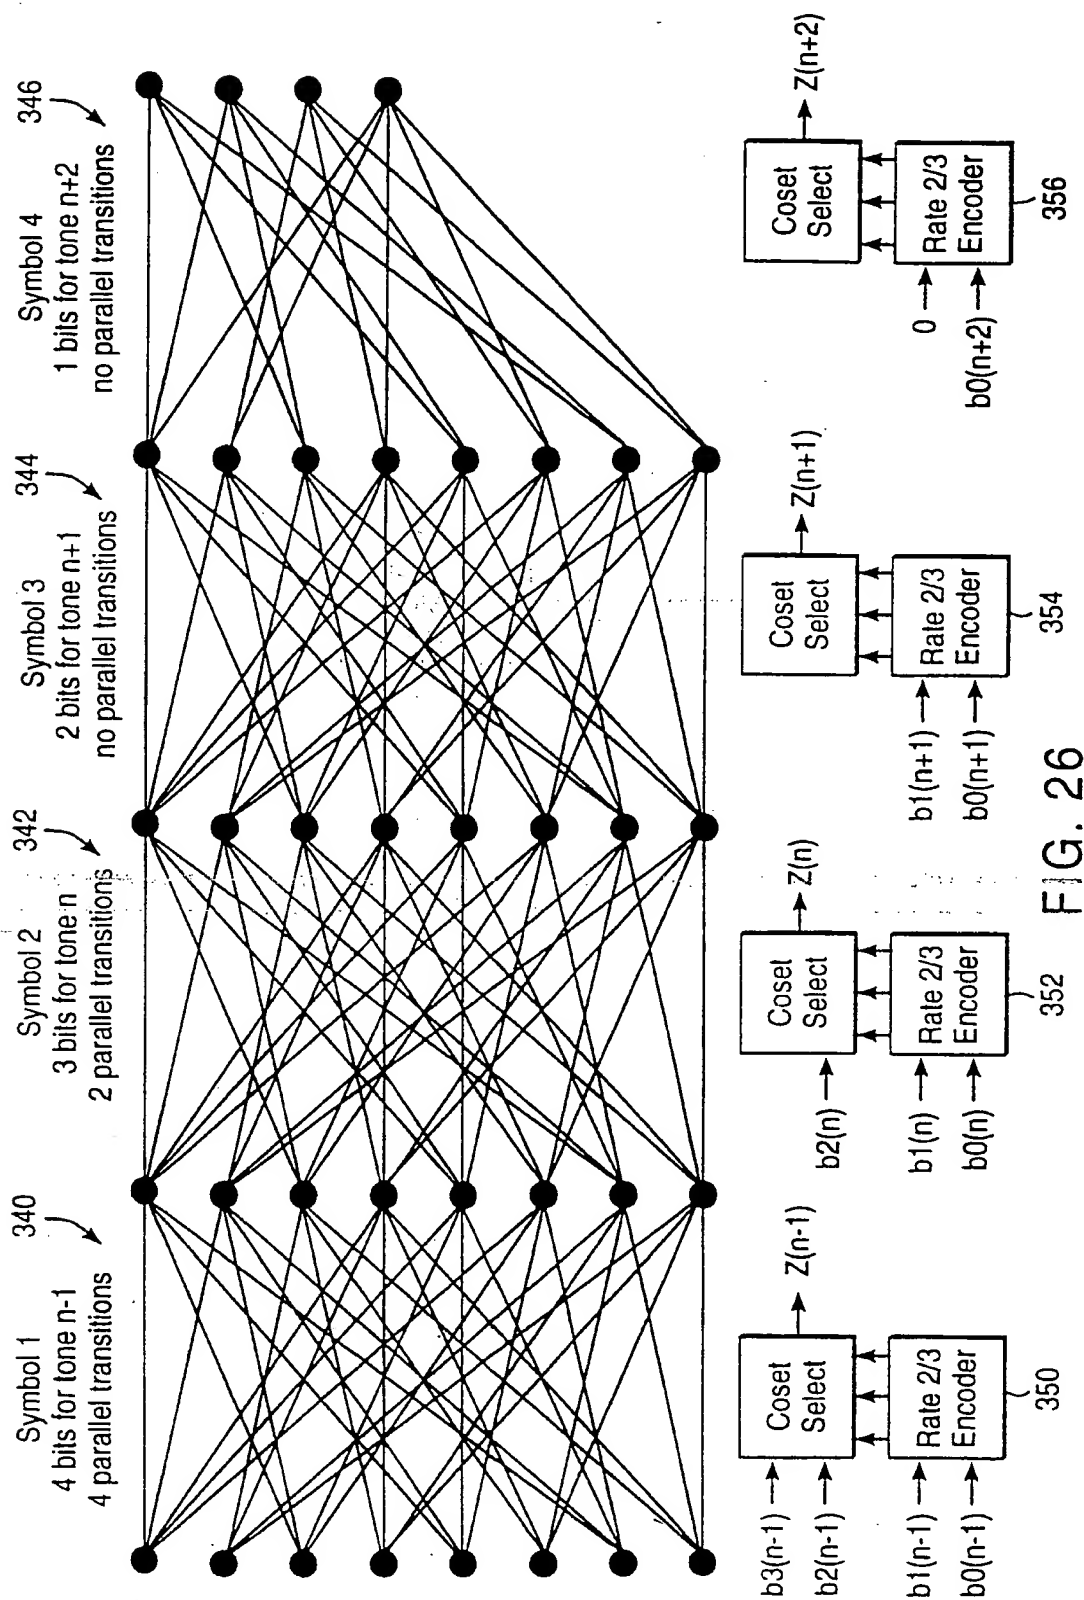 Symbol 1
4 bits for tone n-1
4 parallel transitions
340
Symbol 2
3 bits for tone n
2 parallel transitions
342
Symbol 3
2 bits for tone n+1
no parallel transitions
344
Symbol 4
1 bits for tone n+2
no parallel transitions
346
b3(n-1)
b2(n-1)
Coset
Select
Z(n-1)
b1(n-1)
b0(n-1)
Rate 2/3
Encoder
350
b2(n)
Coset
Select
Z(n)
b1(n)
b0(n)
Rate 2/3
Encoder
352
Coset
Select
Z(n+1)
b1(n+1)
b0(n+1)
Rate 2/3
Encoder
354
Coset
Select
Z(n+2)
0
b0(n+2)
Rate 2/3
Encoder
356
FIG. 26